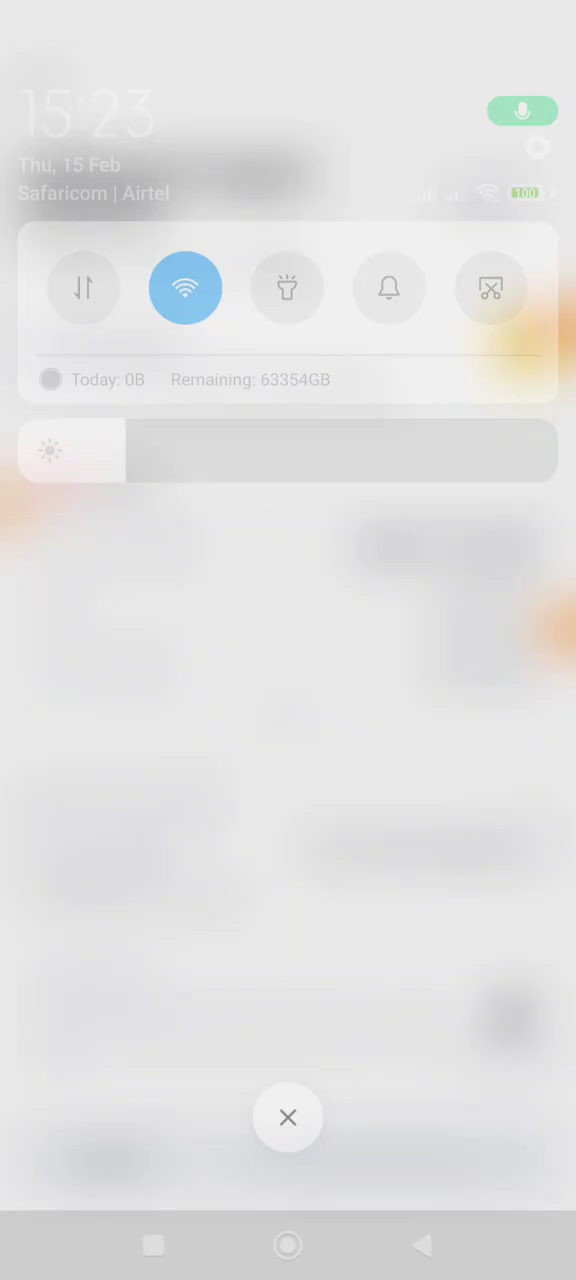 15:23
Thu, 15 Feb
Safaricom | Airtel
100
Today: 0B Remaining: 63354GB